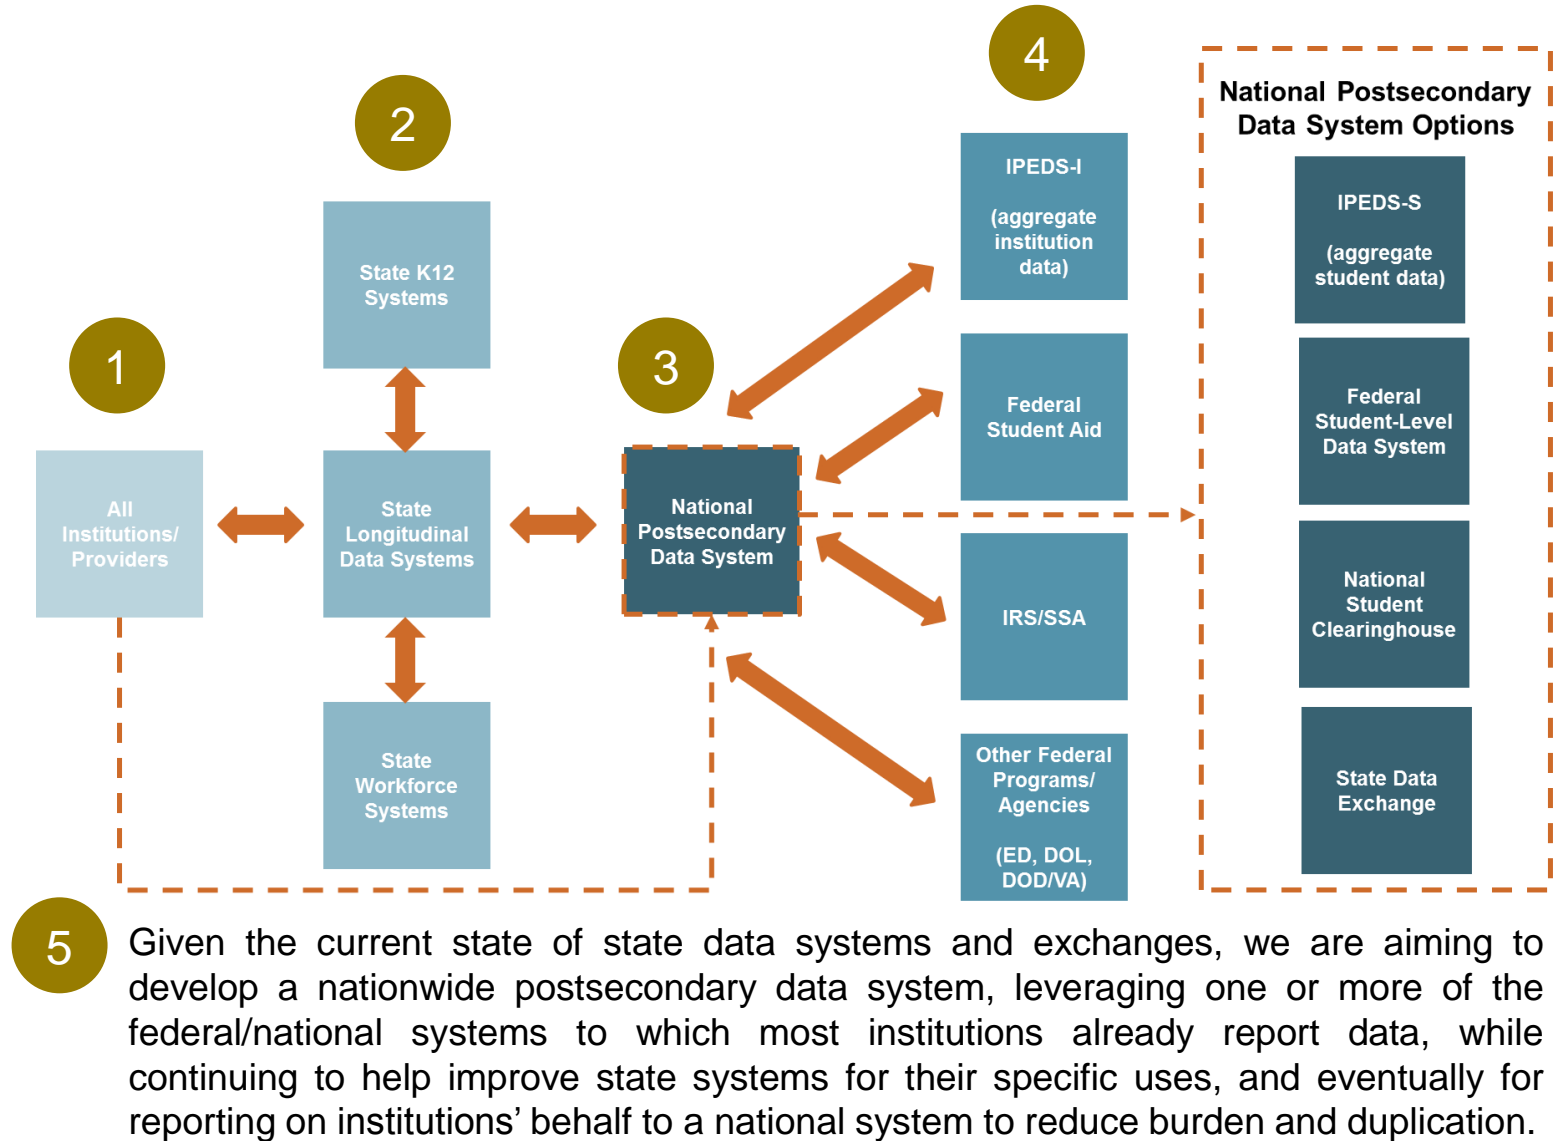 1
All
Institutions/
Providers
2
State K12
Systems
State
Longitudinal
Data Systems
State
Workforce
Systems
3
National
Postsecondary
Data System
4
IPEDS-I
(aggregate
institution
data)
Federal
Student Aid
IRS/SSA
Other Federal
Programs/
Agencies
(ED, DOL,
DOD/VA)
National Postsecondary
Data System Options
IPEDS-S
(aggregate
student data)
Federal
Student-Level
Data System
National
Student
Clearinghouse
State Data
Exchange
5
Given the current state of state data systems and exchanges, we are aiming to
develop a nationwide postsecondary data system, leveraging one or more of the
federal/national systems to which most institutions already report data, while
continuing to help improve state systems for their specific uses, and eventually for
reporting on institutions’ behalf to a national system to reduce burden and duplication.